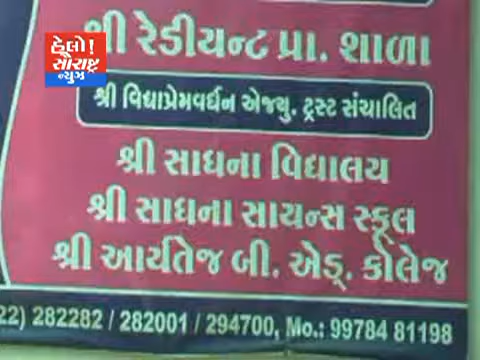 હેલો!
સૌરાષ્ટ્ર
ન્યુઝ
શ્રી રેડીયન્ટ પ્રા. શાળા
શ્રી વિદ્યાપ્રેમવર્ધન એજ્યુ. ટ્રસ્ટ સંચાલિત
શ્રી સાધના વિદ્યાલય
શ્રી સાધના સાયન્સ સ્કૂલ
શ્રી આર્યતેજ બી. એડ્. કોલેજ
22) 282282 / 282001 / 294700, Mo.: 99784 81198